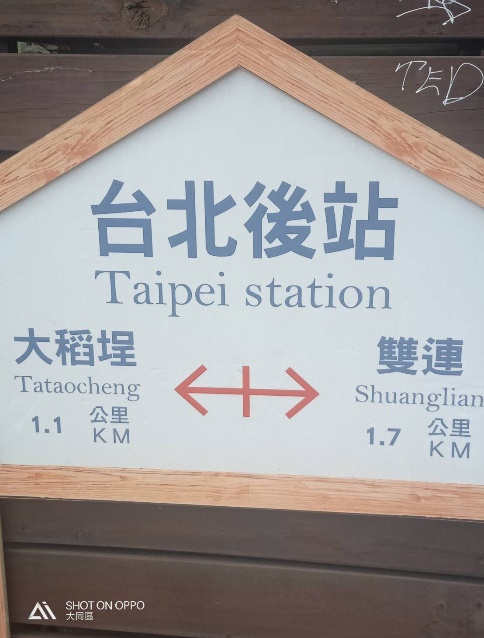 TED
台北後站
Taipei station
大稻埕
Tataocheng
1.1 公里
KM
雙連
Shuanglian
1.7 公里
KM
SHOT ON OPPO
大同區